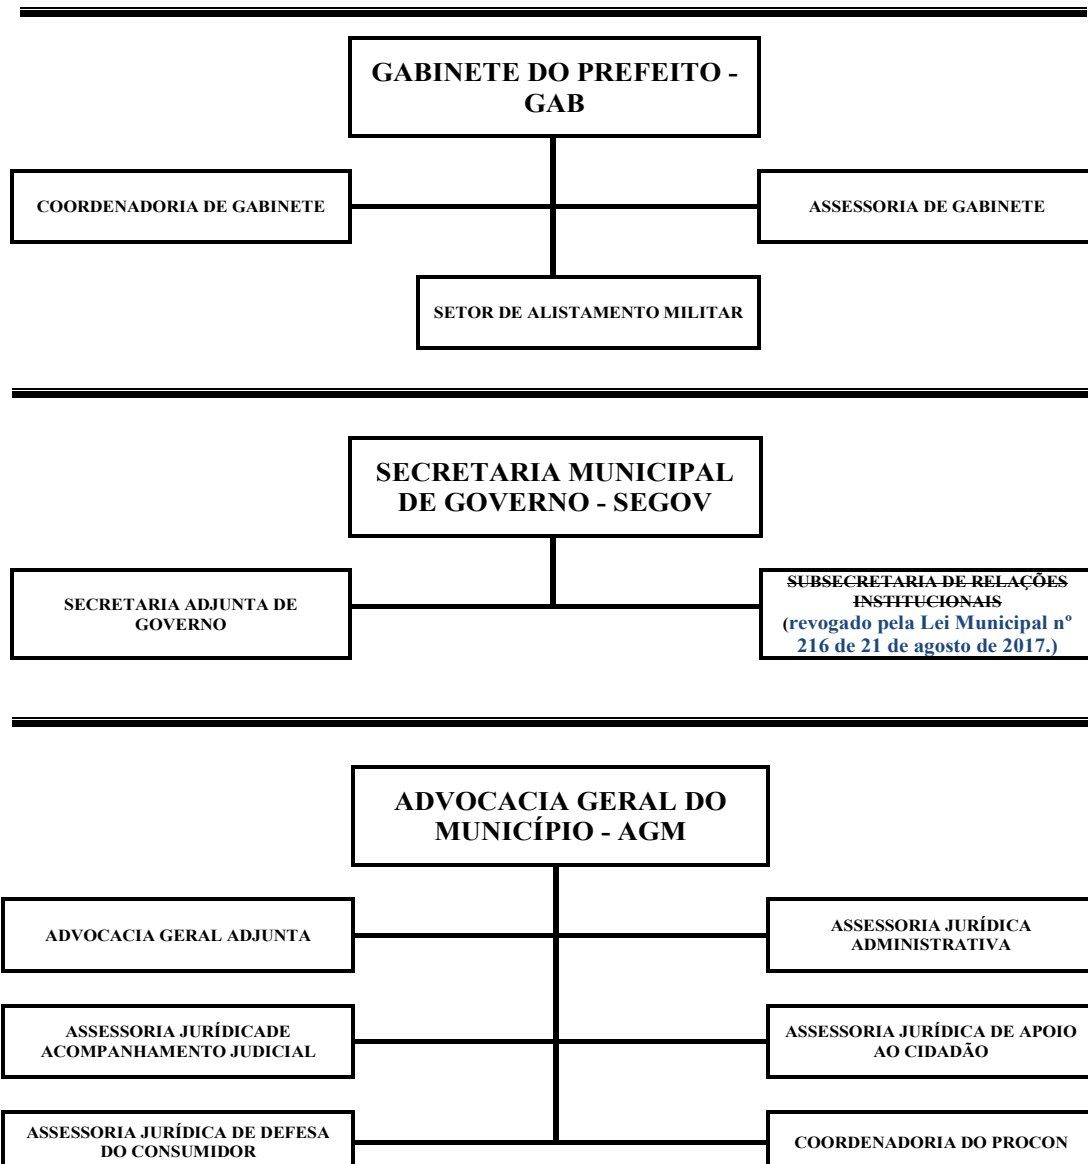 GABINETE DO PREFEITO -
GAB
COORDENADORIA DE GABINETE
ASSESSORIA DE GABINETE
SETOR DE ALISTAMENTO MILITAR
SECRETARIA MUNICIPAL
DE GOVERNO - SEGOV
SECRETARIA ADJUNTA DE
GOVERNO
SUBSECRETARIA DE RELAÇÕES
INSTITUCIONAIS
(revogado pela Lei Municipal nº
216 de 21 de agosto de 2017.)
ADVOCACIA GERAL DO
MUNICÍPIO - AGM
ADVOCACIA GERAL ADJUNTA
ASSESSORIA JURÍDICA
ADMINISTRATIVA
ASSESSORIA JURÍDICADE
ACOMPANHAMENTO JUDICIAL
ASSESSORIA JURÍDICA DE APOIO
AO CIDADÃO
ASSESSORIA JURÍDICA DE DEFESA
DO CONSUMIDOR
COORDENADORIA DO PROCON